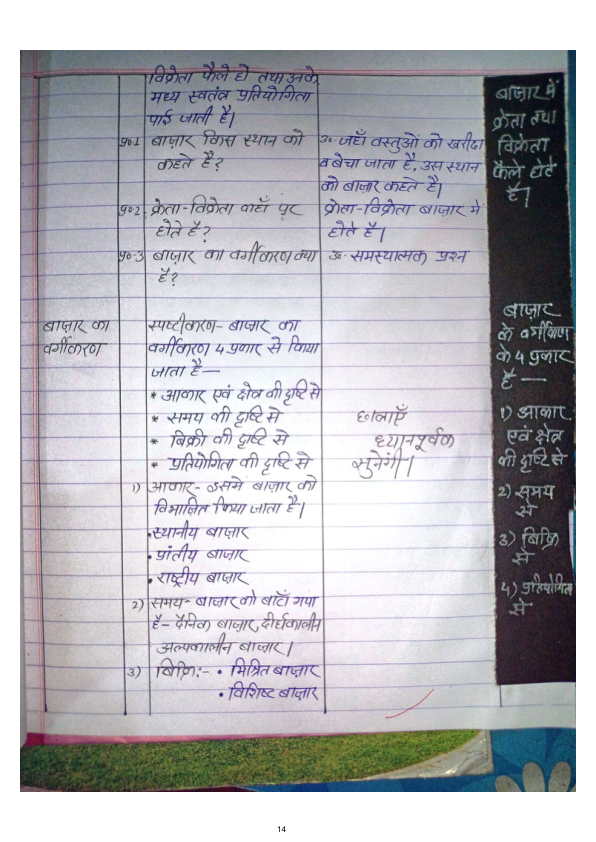 विक्रेता फैले हो तथा उनके
मध्य स्वतंत्र प्रतियोगिता
पाई जाती है।
प्र०1 बाज़ार किस स्थान को
कहते है?
उ०- जहाँ वस्तुओं को खरीदा
व बेचा जाता है, उस स्थान
को बाज़ार कहते है।
प्र०2. क्रेता-विक्रेता कहाँ पर
होते है?
क्रेता-विक्रेता बाज़ार में
होते है।
प्र०-3 बाज़ार का वर्गीकरण क्या
है?
उ०- समस्यात्मक प्रश्न
बाज़ार का
वर्गीकरण
स्पष्टीकरण- बाज़ार का
वर्गीकरण 4 प्रकार से किया
जाता है—
* आकार एवं क्षेत्र की दृष्टि से
* समय की दृष्टि से
* बिक्री की दृष्टि से
* प्रतियोगिता की दृष्टि से
1) आकार- इसमें बाज़ार को
विभाजित किया जाता है।
• स्थानीय बाज़ार
• प्रांतीय बाज़ार
• राष्ट्रीय बाज़ार
2) समय- बाज़ार को बाटाँ गया
है- दैनिक बाज़ार, दीर्घकालीन
अल्पकालीन बाज़ार।
3) बिक्रि:- • मिश्रित बाज़ार
• विशिष्ट बाज़ार
छात्राएँ
ध्यानपूर्वक
सुनेंगी।
बाज़ार में
क्रेता तथा
विक्रेता
फैले होते
है।
बाज़ार
के वर्गीकरण
के 4 प्रकार
है —
1) आकार
एवं क्षेत्र
की दृष्टि से
2) समय
से
3) बिक्रि
से
4) प्रतियोगिता
से
14